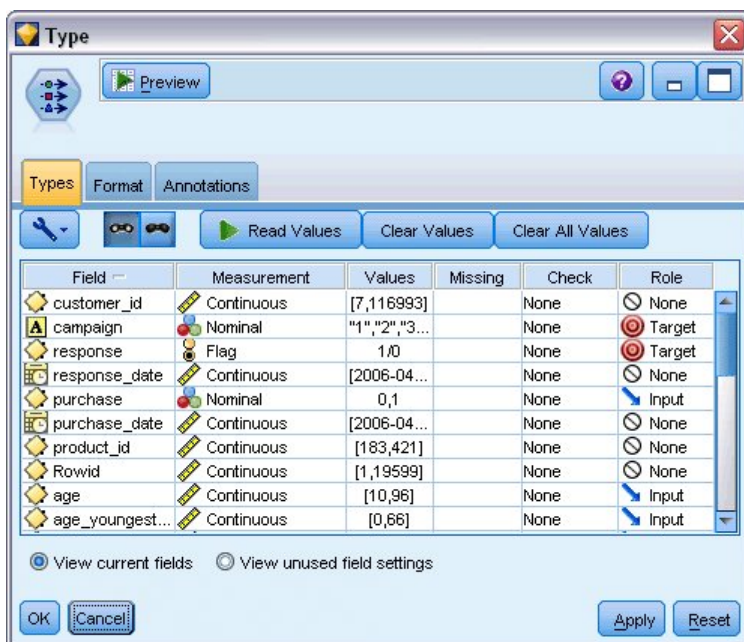 Type
Preview
Types Format Annotations
Read Values Clear Values Clear All Values
Field Measurement Values Missing Check Role
customer_id Continuous [7,116993] None None
A campaign Nominal "1","2","3... None Target
response Flag 1/0 None Target
response_date Continuous [2006-04... None None
purchase Nominal 0,1 None Input
purchase_date Continuous [2006-04... None None
product_id Continuous [183,421] None None
Rowid Continuous [1,19599] None None
age Continuous [10,96] None Input
age_youngest... Continuous [0,66] None Input
View current fields View unused field settings
OK Cancel Apply Reset